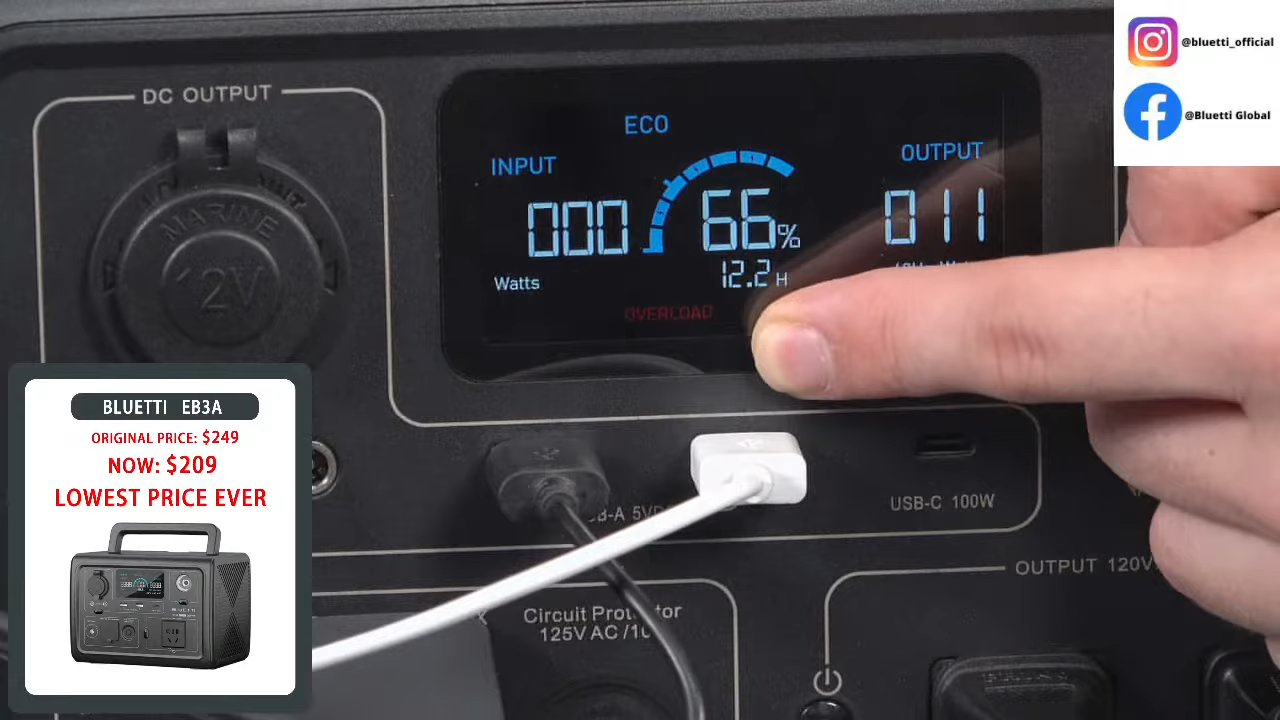 @bluetti_official
@Bluetti Global
DC OUTPUT
MARINE
12V
ECO
INPUT
OUTPUT
000
66%
011
Watts
12.2 H
OVERLOAD
USB-C 100W
OUTPUT 120V
Circuit Protector
125V AC /10
BLUETTI EB3A
ORIGINAL PRICE: $249
NOW: $209
LOWEST PRICE EVER